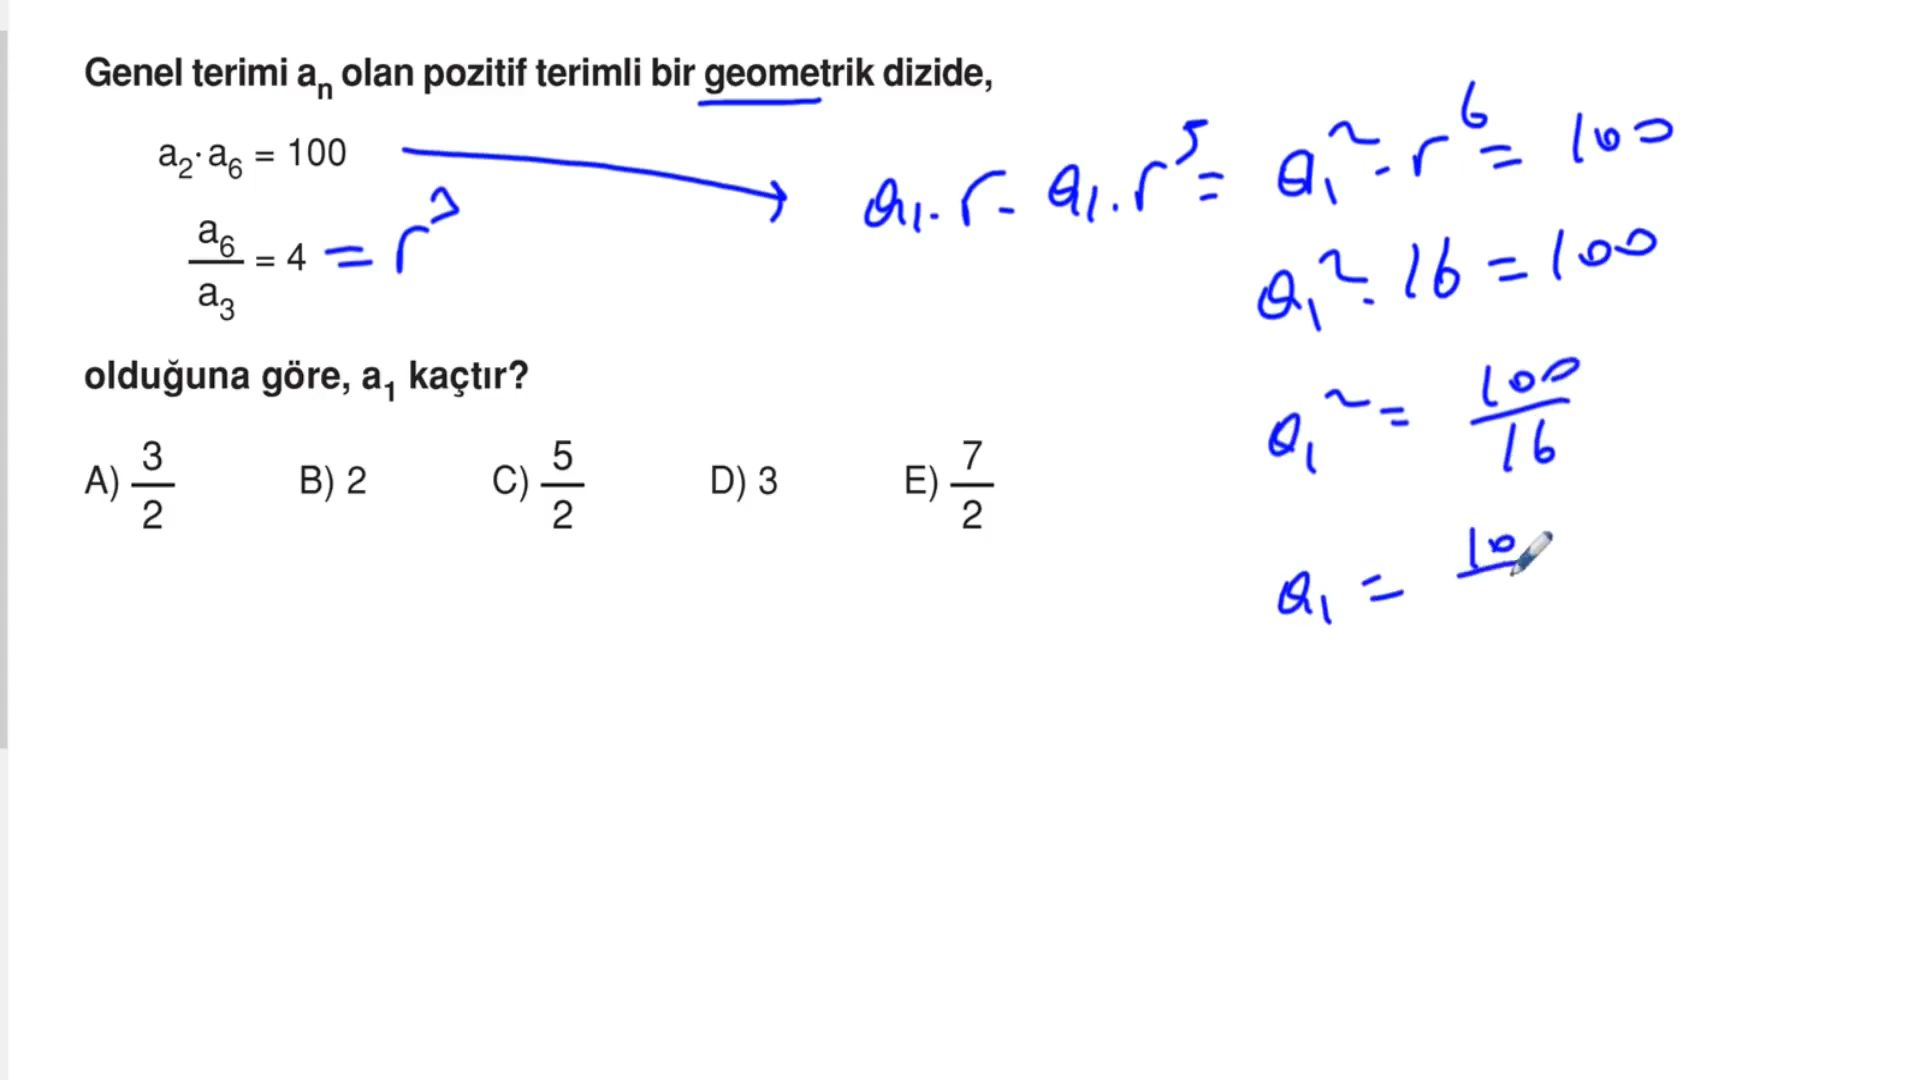 Genel terimi aₙ olan pozitif terimli bir geometrik dizide,
a₂·a₆ = 100
a₁·r·a₁·r⁵ = a₁²·r⁶ = 100
a₆/a₃ = 4 = r³
a₁²·16 = 100
olduğuna göre, a₁ kaçtır?
a₁² = 100/16
A) 3/2 B) 2 C) 5/2 D) 3 E) 7/2
a₁ = 10